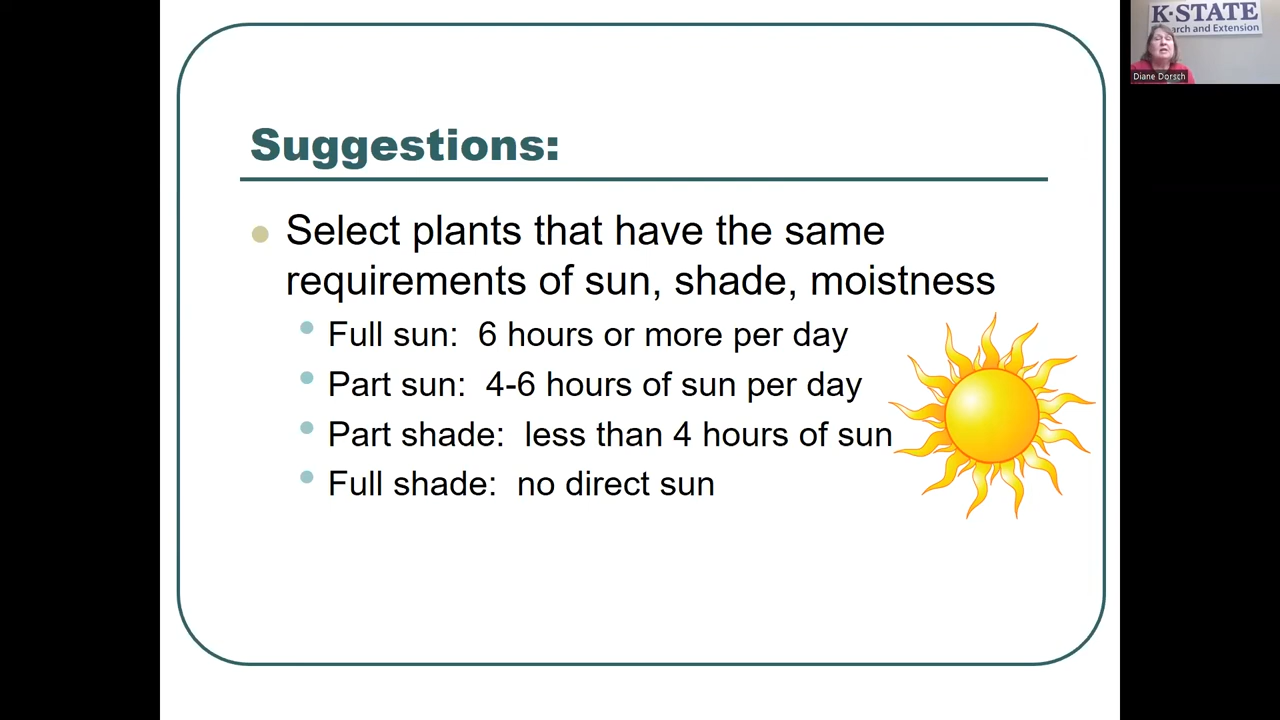 K·STATE
arch and Extension
Diane Dorsch
Suggestions:
Select plants that have the same
requirements of sun, shade, moistness
Full sun:  6 hours or more per day
Part sun:  4-6 hours of sun per day
Part shade:  less than 4 hours of sun
Full shade:  no direct sun